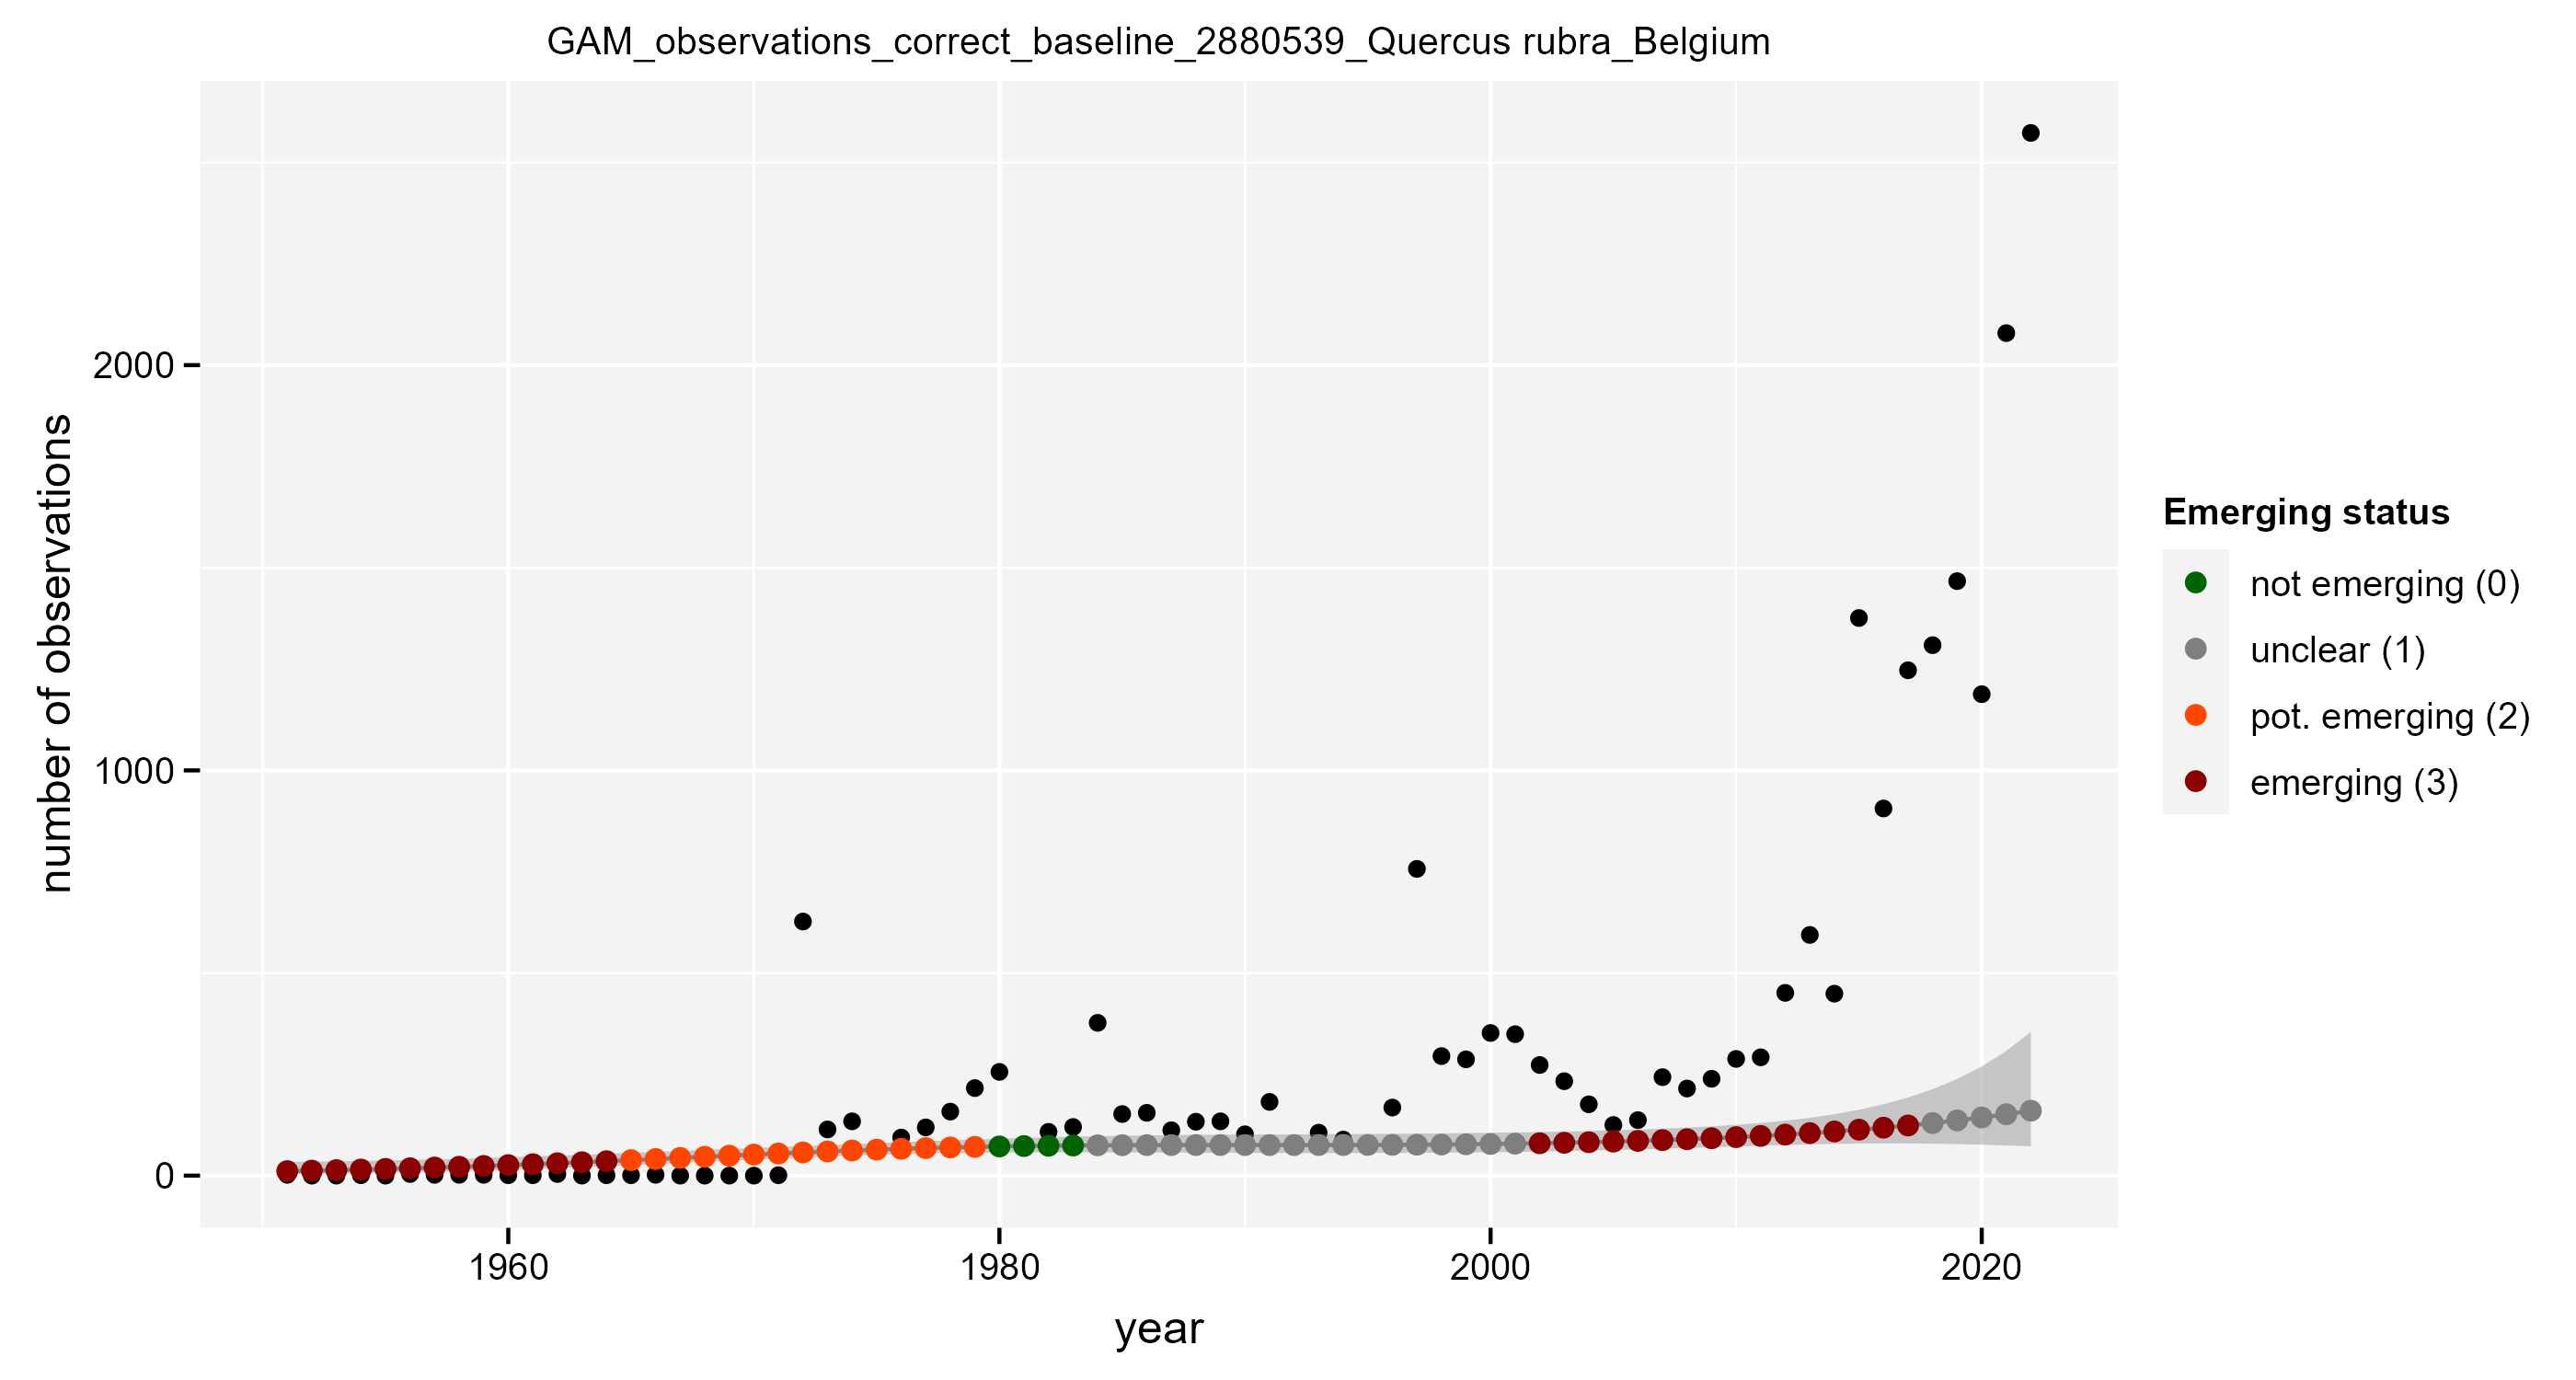 GAM_observations_correct_baseline_2880539_Quercus rubra_Belgium
number of observations
2000
1000
0
1960
1980
2000
2020
year
Emerging status
not emerging (0)
unclear (1)
pot. emerging (2)
emerging (3)